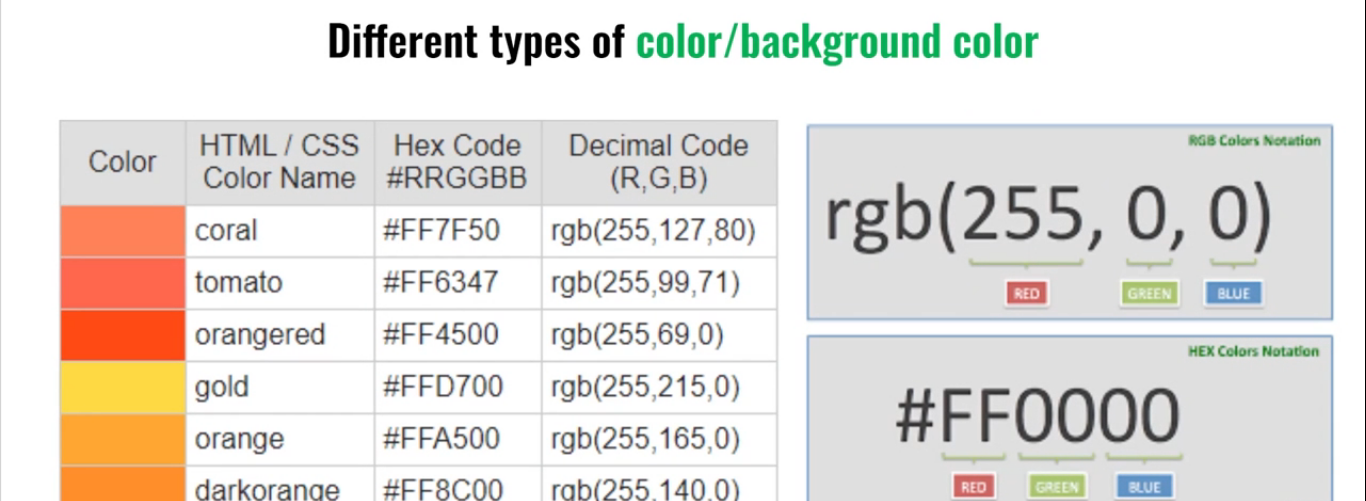 Different types of color/background color
Color
HTML / CSS
Color Name
Hex Code
#RRGGBB
Decimal Code
(R,G,B)
coral #FF7F50 rgb(255,127,80)
tomato #FF6347 rgb(255,99,71)
orangered #FF4500 rgb(255,69,0)
gold #FFD700 rgb(255,215,0)
orange #FFA500 rgb(255,165,0)
darkorange #FF8C00 rgb(255,140,0)
RGB Colors Notation
rgb(255, 0, 0)
RED GREEN BLUE
HEX Colors Notation
#FF0000
RED GREEN BLUE